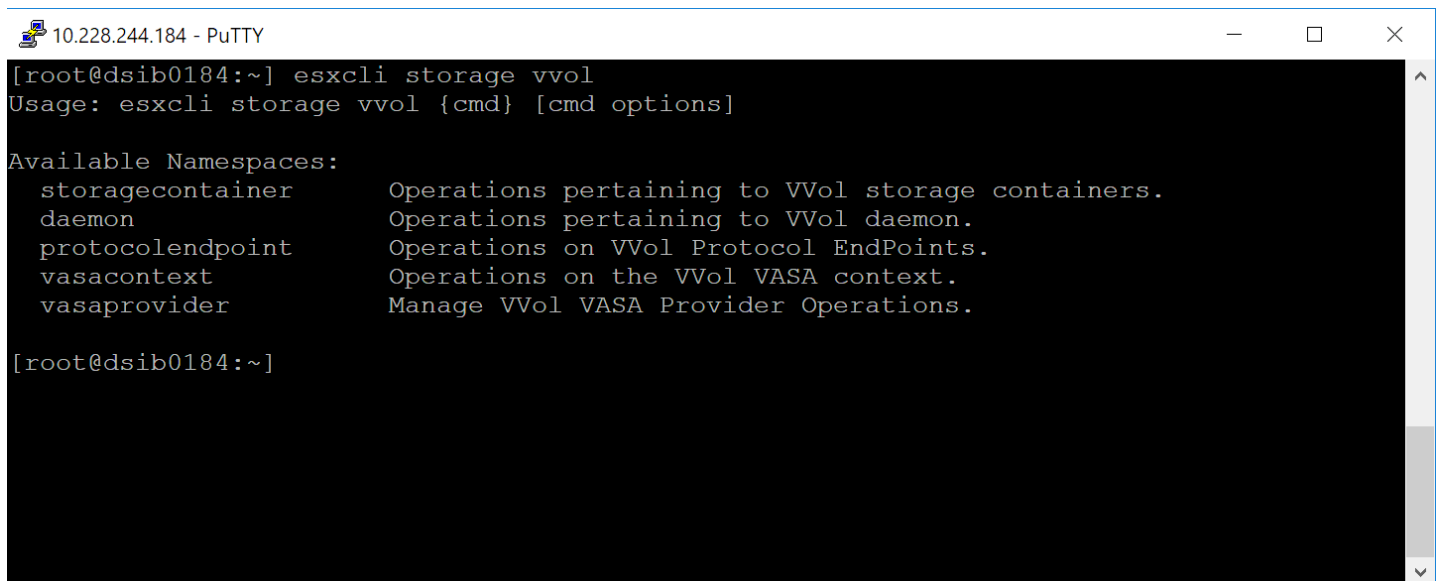 10.228.244.184 - PuTTY
[root@dsib0184:~] esxcli storage vvol
Usage: esxcli storage vvol {cmd} [cmd options]
Available Namespaces:
storagecontainer Operations pertaining to VVol storage containers.
daemon Operations pertaining to VVol daemon.
protocolendpoint Operations on VVol Protocol EndPoints.
vasacontext Operations on the VVol VASA context.
vasaprovider Manage VVol VASA Provider Operations.
[root@dsib0184:~]